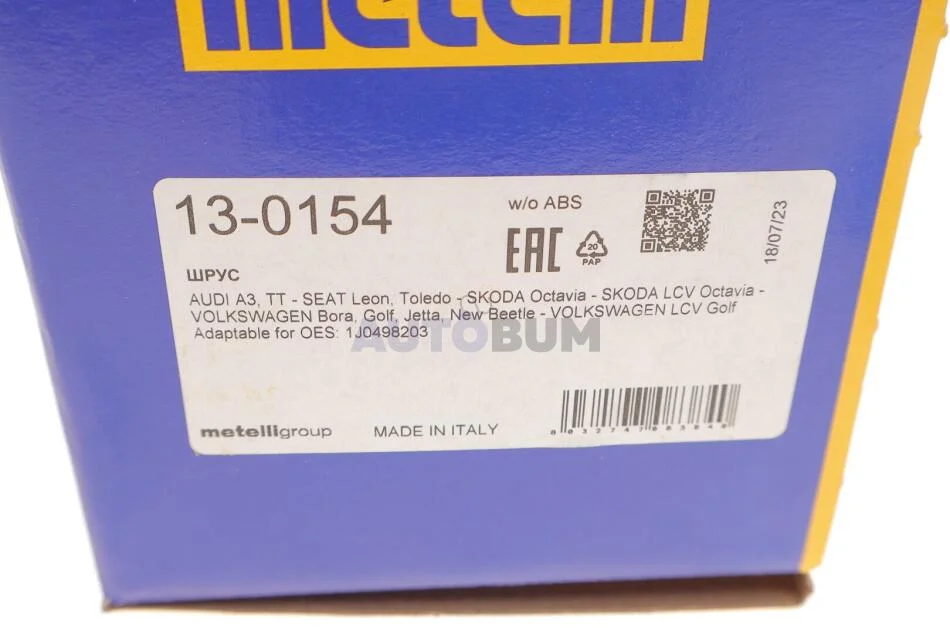 metelli
13-0154
w/o ABS
EAC
20
PAP
18/07/23
ШРУС
AUDI A3, TT - SEAT Leon, Toledo - SKODA Octavia - SKODA LCV Octavia -
VOLKSWAGEN Bora, Golf, Jetta, New Beetle - VOLKSWAGEN LCV Golf
Adaptable for OES: 1J0498203
AUTOBUM
metelligroup
MADE IN ITALY